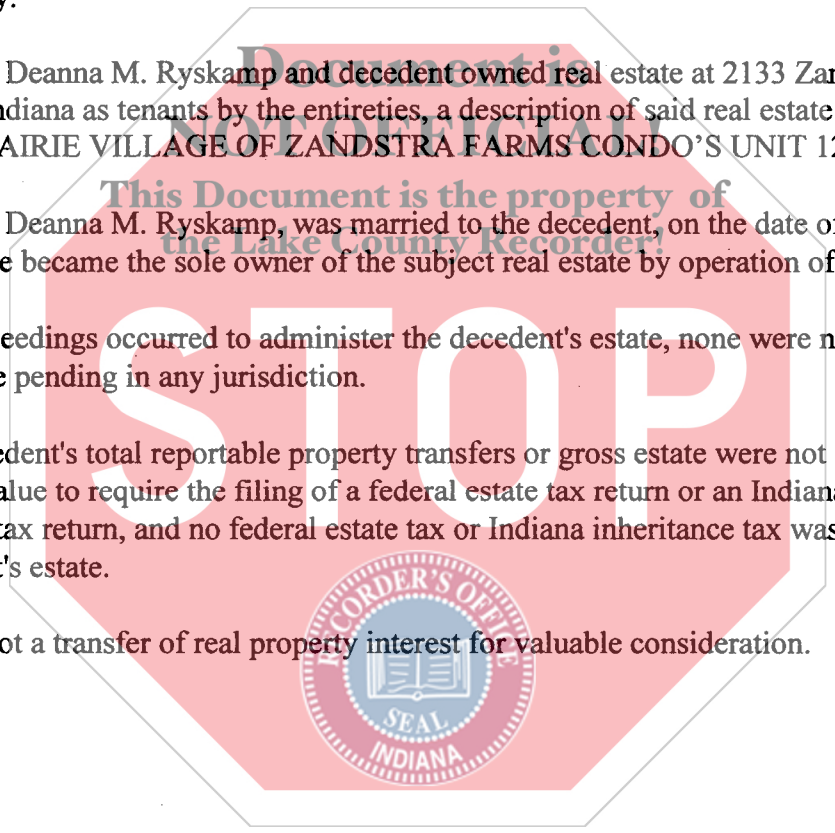 y.
Document is
Deanna M. Ryskamp and decedent owned real estate at 2133 Zan
ndiana as tenants by the entireties, a description of said real estate
NOT OFFICIAL!
AIRIE VILLAGE OF ZANDSTRA FARMS CONDO'S UNIT 12
This Document is the property of
Deanna M. Ryskamp, was married to the decedent, on the date o
the Lake County Recorder!
e became the sole owner of the subject real estate by operation of
STOP
eedings occurred to administer the decedent's estate, none were n
e pending in any jurisdiction.
edent's total reportable property transfers or gross estate were not
alue to require the filing of a federal estate tax return or an Indiana
tax return, and no federal estate tax or Indiana inheritance tax was
t's estate.
RECORDER'S OFFICE
ot a transfer of real property interest for valuable consideration.
SEAL
INDIANA